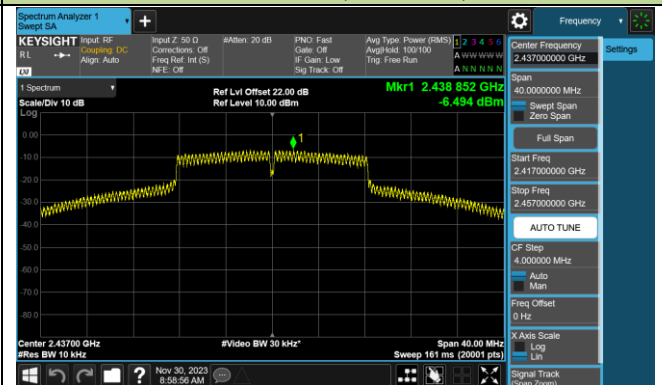 Spectrum Analyzer 1
Swept SA
Frequency
KEYSIGHT
RL
LXI
Input: RF
Coupling: DC
Align: Auto
Input Z: 50 Ω
Corrections: Off
Freq Ref: Int (S)
NFE: Off
#Atten: 20 dB
PNO: Fast
Gate: Off
IF Gain: Low
Sig Track: Off
Avg Type: Power (RMS)
Avg|Hold: 100/100
Trig: Free Run
1 2 3 4 5 6
A W W W W W
A N N N N N
1 Spectrum
Scale/Div 10 dB
Log
Ref Lvl Offset 22.00 dB
Ref Level 10.00 dBm
Mkr1 2.438 852 GHz
-6.494 dBm
1
0.00
-10.0
-20.0
-30.0
-40.0
-50.0
-60.0
-70.0
-80.0
Center 2.43700 GHz
#Res BW 10 kHz
#Video BW 30 kHz*
Span 40.00 MHz
Sweep 161 ms (20001 pts)
Nov 30, 2023
8:58:56 AM
Center Frequency
2.437000000 GHz
Settings
Span
40.0000000 MHz
Swept Span
Zero Span
Full Span
Start Freq
2.417000000 GHz
Stop Freq
2.457000000 GHz
AUTO TUNE
CF Step
4.000000 MHz
Auto
Man
Freq Offset
0 Hz
X Axis Scale
Log
Lin
Signal Track
(Span Zoom)